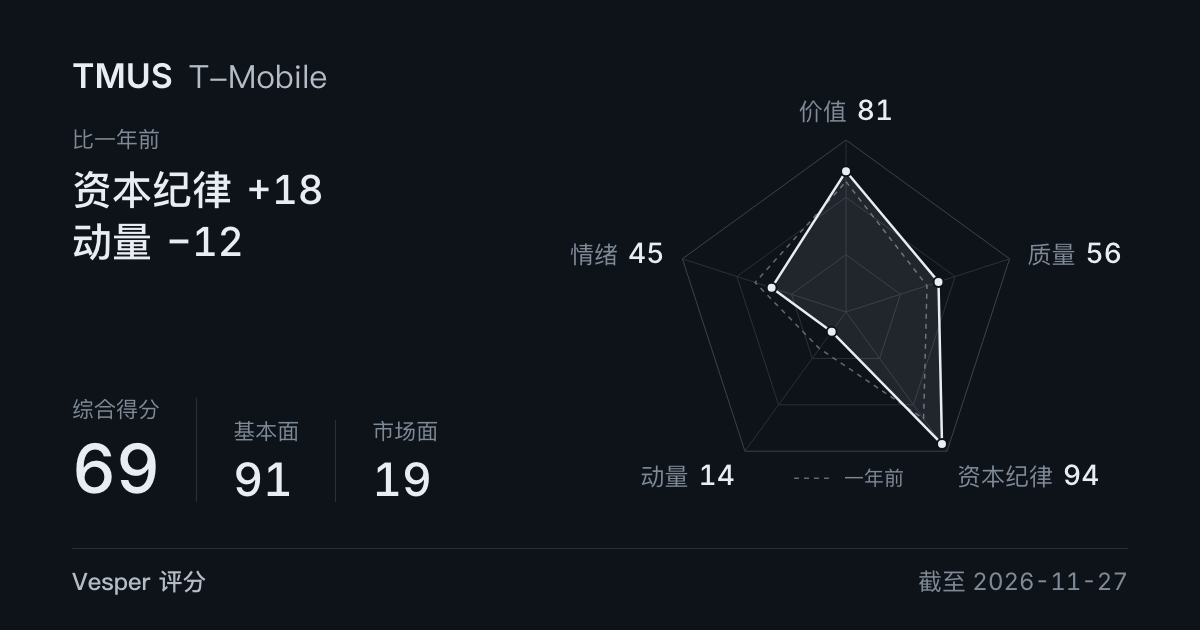 TMUS T–Mobile
比一年前
资本纪律 +18
动量 −12
价值 81
情绪 45
质量 56
动量 14
---- 一年前
资本纪律 94
综合得分
69
基本面
91
市场面
19
Vesper 评分
截至 2026-11-27